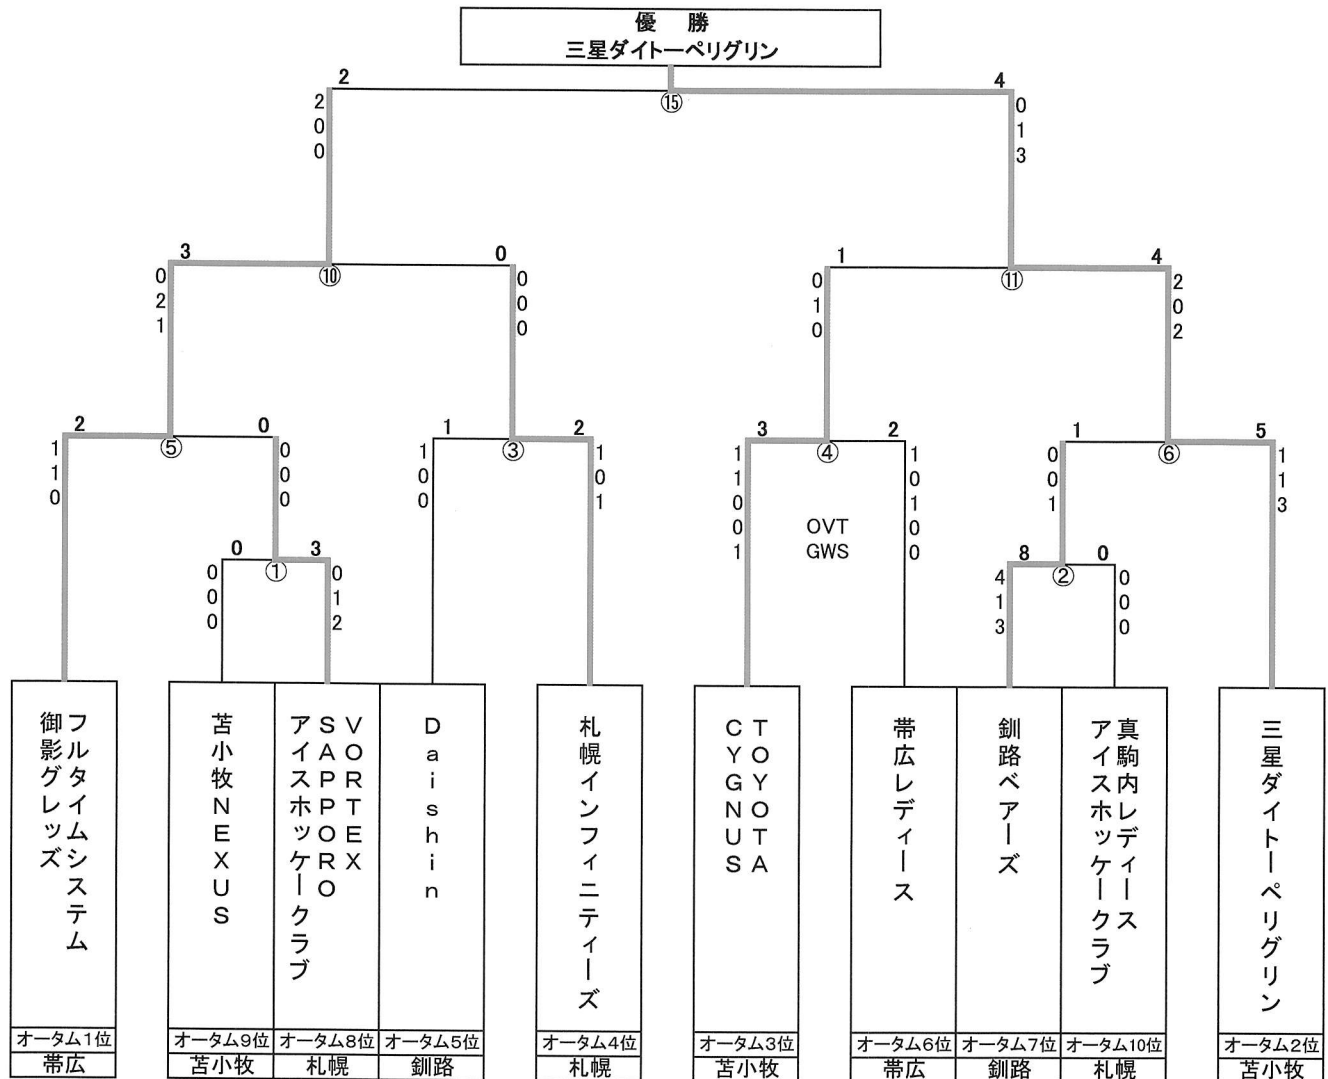 優　勝
三星ダイトーペリグリン
2
4
2
0
0
⑮
0
1
3
3
0
1
4
0
2
1
⑩
0
0
0
0
1
0
⑪
2
0
2
2
0
1
2
3
2
1
5
1
1
0
⑤
0
0
0
1
0
0
③
1
0
1
1
1
0
0
1
④
1
0
1
0
0
OVT
GWS
0
0
1
⑥
1
1
3
0
3
8
0
0
0
0
①
0
1
2
4
1
3
②
0
0
0
フルタイムシステム
御影グレッズ
苫小牧NEXUS
VORTEX
SAPPORO
アイスホッケークラブ
Daishin
札幌インフィニティーズ
TOYOTA
CYGNUS
帯広レディース
釧路ベアーズ
真駒内レディース
アイスホッケークラブ
三星ダイトーペリグリン
オータム1位
オータム9位
オータム8位
オータム5位
オータム4位
オータム3位
オータム6位
オータム7位
オータム10位
オータム2位
帯広
苫小牧
札幌
釧路
札幌
苫小牧
帯広
釧路
札幌
苫小牧